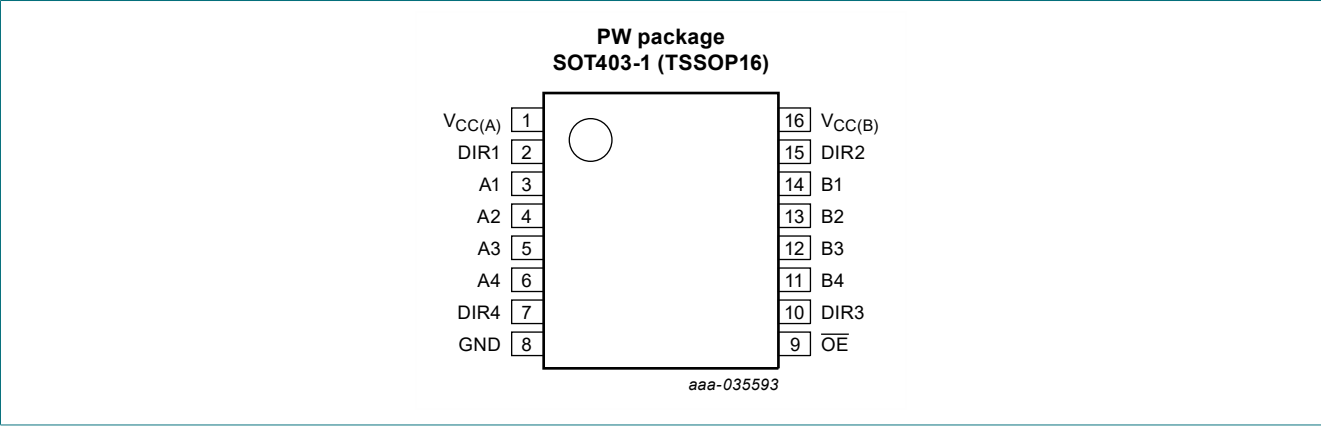 PW package
SOT403-1 (TSSOP16)
VCC(A) 1 16 VCC(B)
DIR1 2 15 DIR2
A1 3 14 B1
A2 4 13 B2
A3 5 12 B3
A4 6 11 B4
DIR4 7 10 DIR3
GND 8 9 O̅E̅
aaa-035593